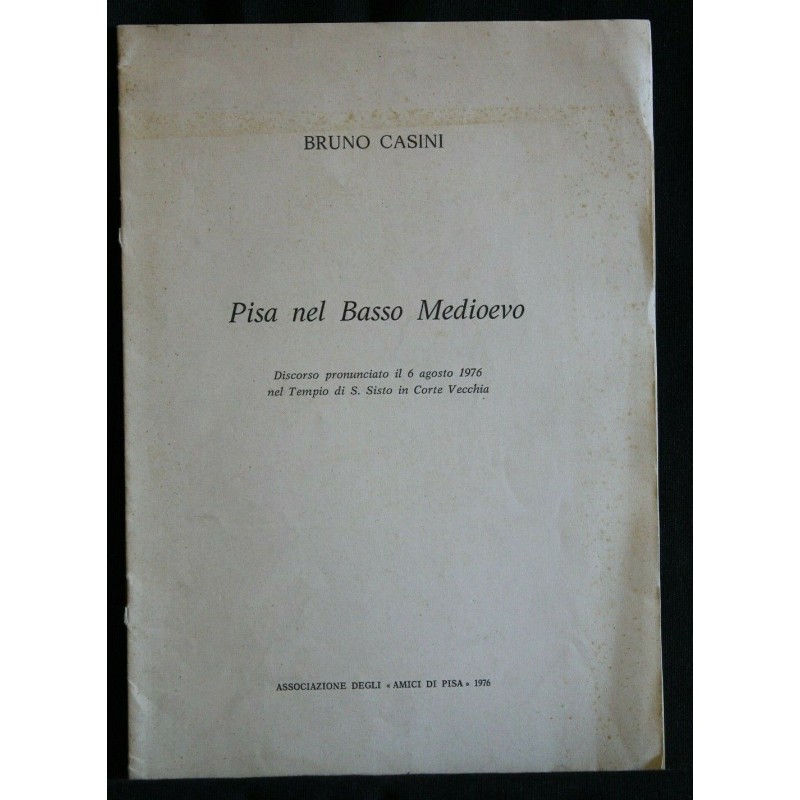 BRUNO CASINI
Pisa nel Basso Medioevo
Discorso pronunciato il 6 agosto 1976
nel Tempio di S. Sisto in Corte Vecchia
ASSOCIAZIONE DEGLI « AMICI DI PISA » 1976